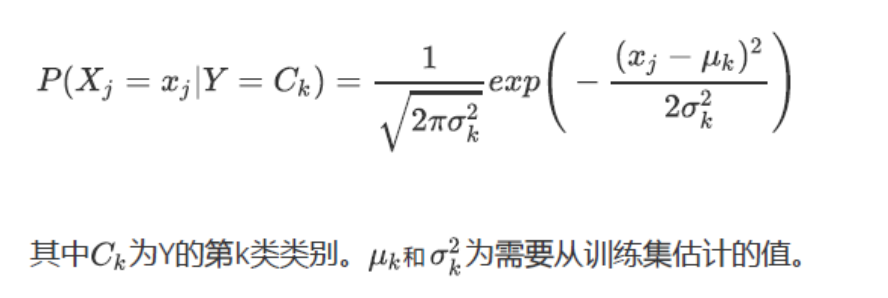 P(X_j = x_j|Y = C_k) = \frac{1}{\sqrt{2\pi\sigma_k^2}} exp\left( - \frac{(x_j - \mu_k)^2}{2\sigma_k^2} \right)
其中C_k为Y的第k类类别。μ_k和σ_k^2为需要从训练集估计的值。